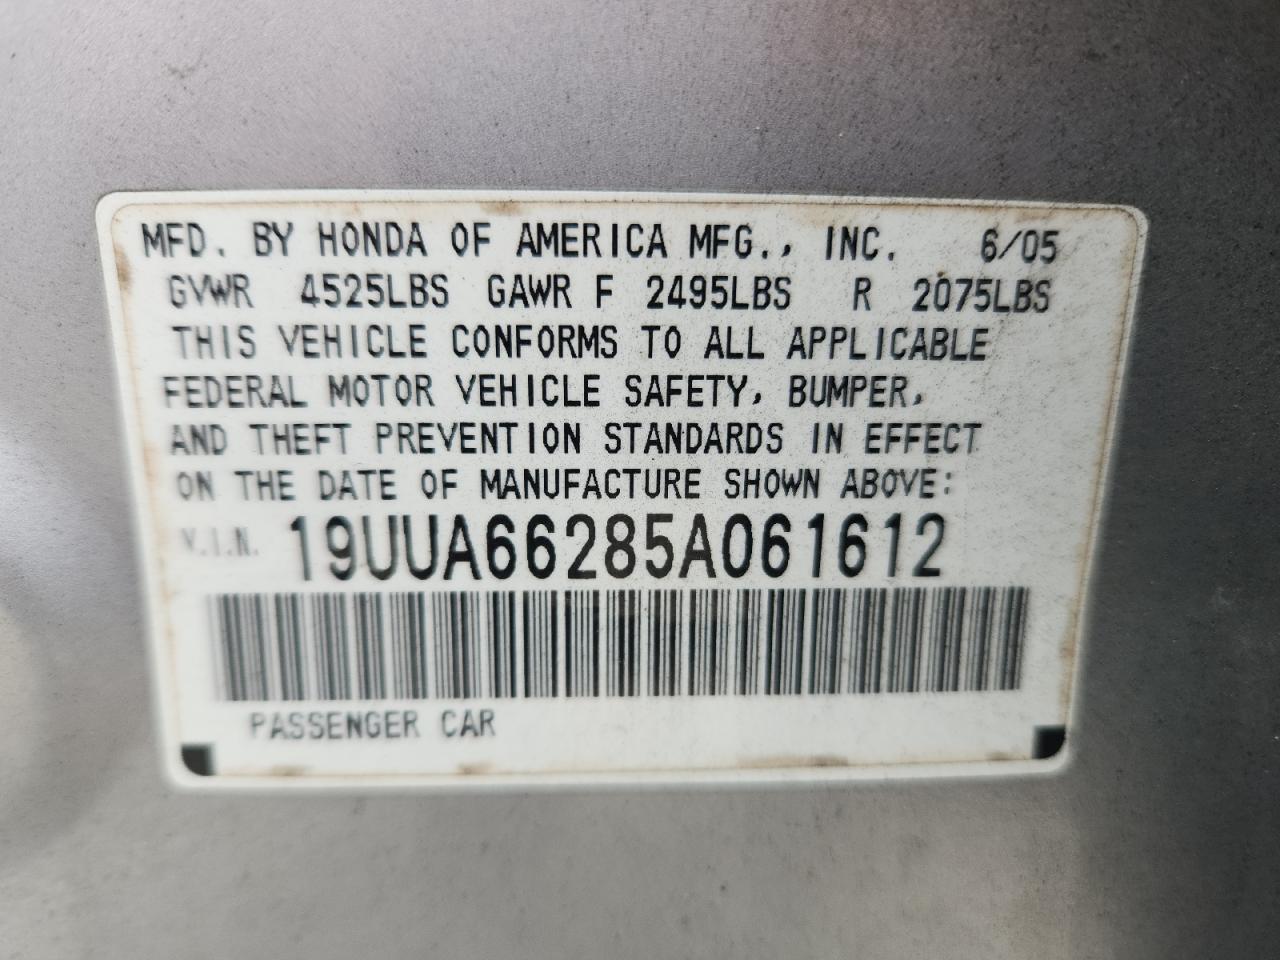 MFD. BY HONDA OF AMERICA MFG., INC. 6/05
GVWR 4525LBS GAWR F 2495LBS R 2075LBS
THIS VEHICLE CONFORMS TO ALL APPLICABLE
FEDERAL MOTOR VEHICLE SAFETY, BUMPER,
AND THEFT PREVENTION STANDARDS IN EFFECT
ON THE DATE OF MANUFACTURE SHOWN ABOVE:
V.I.N. 19UUA66285A061612
PASSENGER CAR